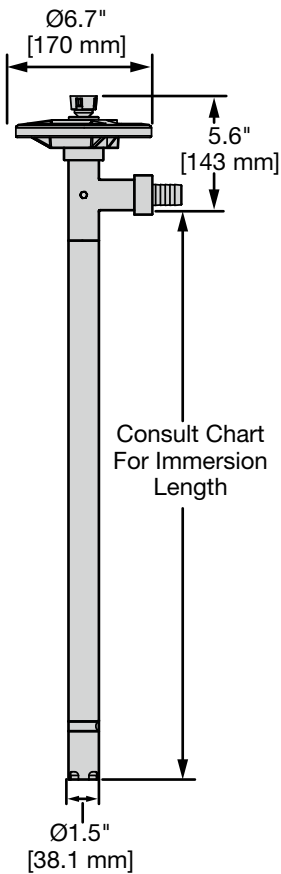 Ø6.7"
[170 mm]
5.6"
[143 mm]
Consult Chart
For Immersion
Length
Ø1.5"
[38.1 mm]